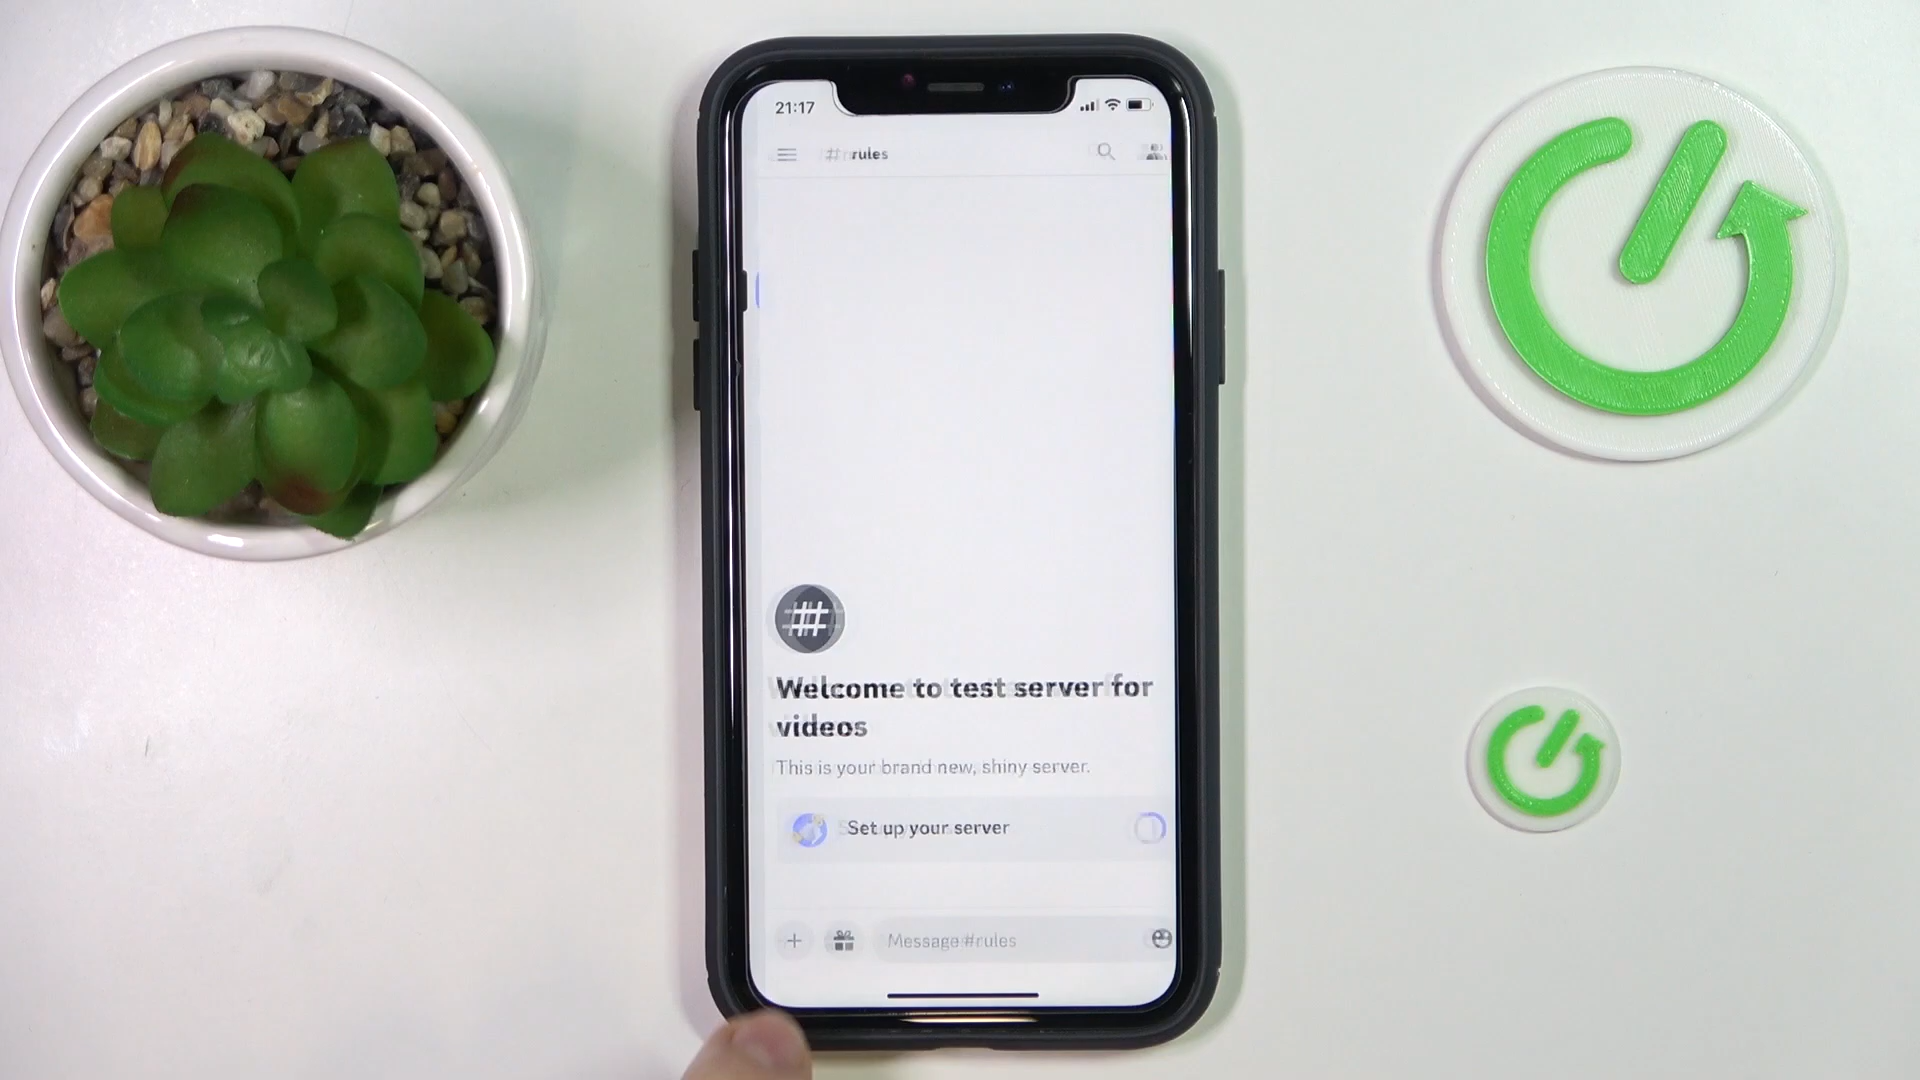 21:17
# rules
Welcome to test server for
videos
This is your brand new, shiny server.
Set up your server
Message #rules